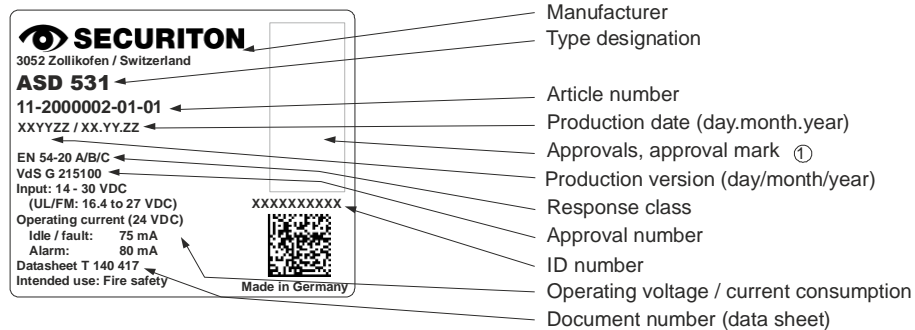 SECURITON
3052 Zollikofen / Switzerland
ASD 531
11-2000002-01-01
XXYYZZ / XX.YY.ZZ
EN 54-20 A/B/C
VdS G 215100
Input: 14 - 30 VDC
(UL/FM: 16.4 to 27 VDC)
Operating current (24 VDC)
Idle / fault: 75 mA
Alarm: 80 mA
Datasheet T 140 417
Intended use: Fire safety
XXXXXXXXXX
Made in Germany
Manufacturer
Type designation
Article number
Production date (day.month.year)
Approvals, approval mark ①
Production version (day/month/year)
Response class
Approval number
ID number
Operating voltage / current consumption
Document number (data sheet)